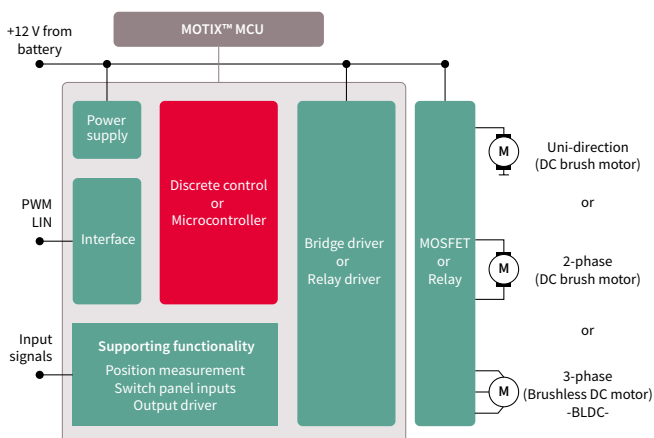 MOTIX™ MCU
+12 V from
battery
Power
supply
Discrete control
or
Microcontroller
PWM
LIN
Interface
Bridge driver
or
Relay driver
MOSFET
or
Relay
M
Uni-direction
(DC brush motor)
or
M
2-phase
(DC brush motor)
or
Input
signals
Supporting functionality
Position measurement
Switch panel inputs
Output driver
M
3-phase
(Brushless DC motor)
-BLDC-